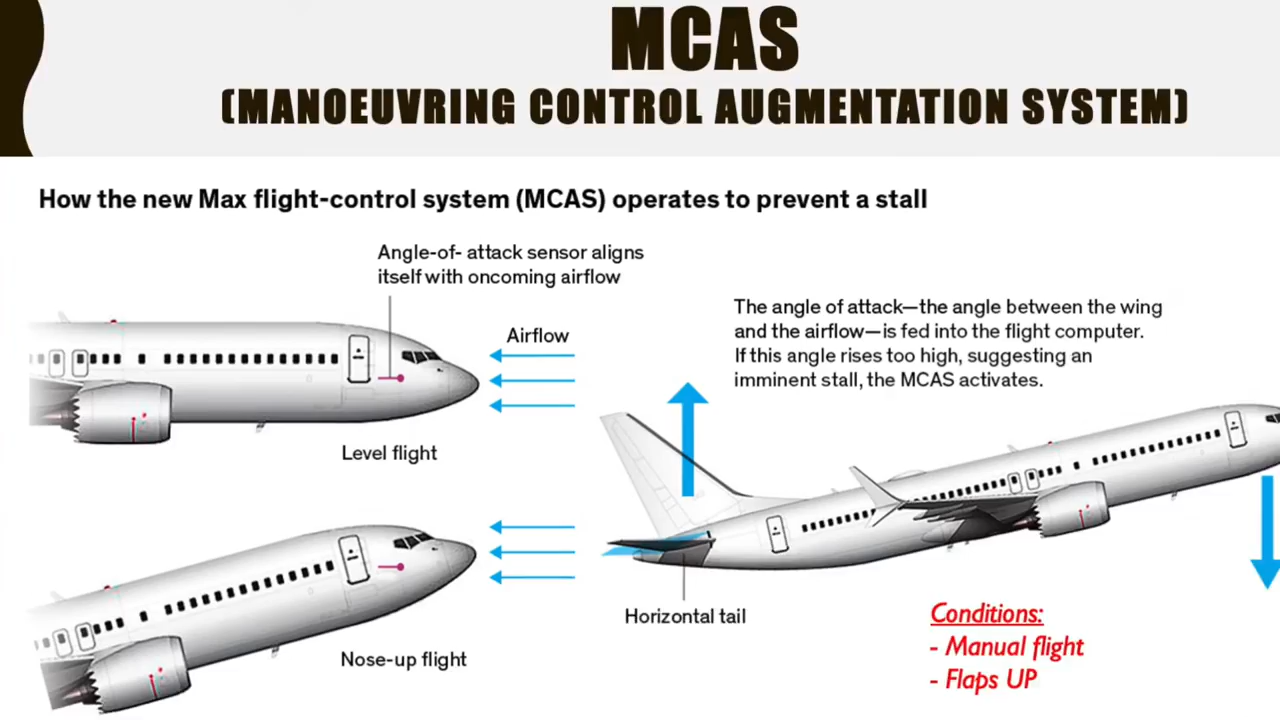 MCAS
(MANOEUVRING CONTROL AUGMENTATION SYSTEM)
How the new Max flight-control system (MCAS) operates to prevent a stall
Angle-of- attack sensor aligns
itself with oncoming airflow
Airflow
Level flight
The angle of attack—the angle between the wing
and the airflow—is fed into the flight computer.
If this angle rises too high, suggesting an
imminent stall, the MCAS activates.
Nose-up flight
Horizontal tail
Conditions:
- Manual flight
- Flaps UP